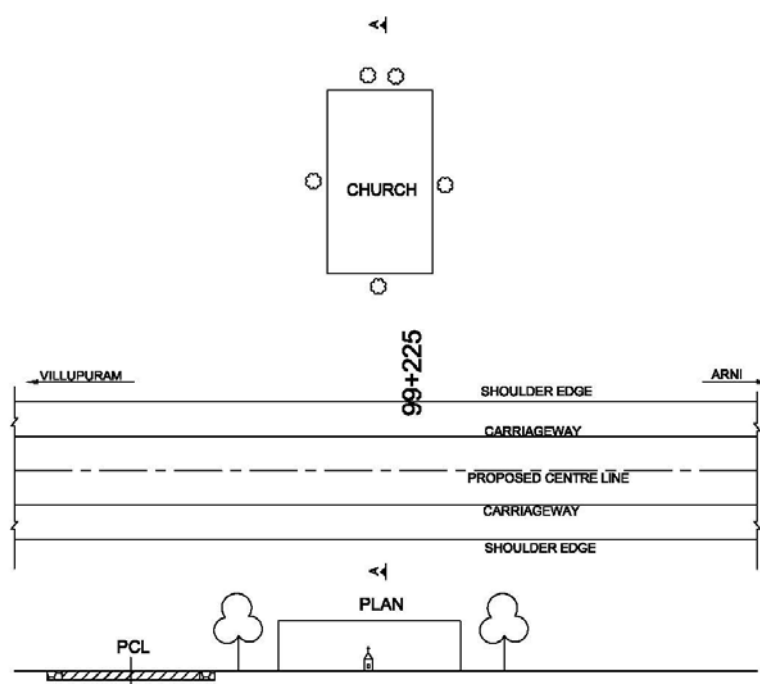 A
CHURCH
99+225
VILLUPURAM
ARNI
SHOULDER EDGE
CARRIAGEWAY
PROPOSED CENTRE LINE
CARRIAGEWAY
SHOULDER EDGE
A
PLAN
PCL